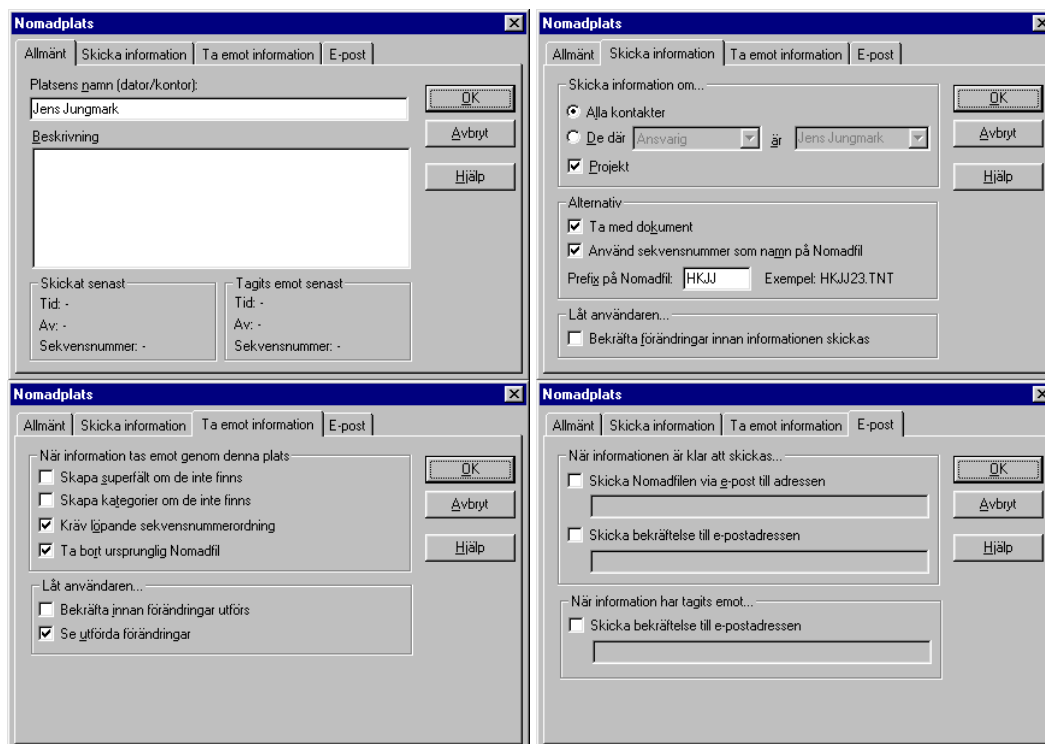 Nomadplats
Allmänt Skicka information Ta emot information E-post
Platsens namn (dator/kontor):
Jens Jungmark
Beskrivning
OK
Avbryt
Hjälp
Skickat senast
Tid: -
Av: -
Sekvensnummer: -
Tagits emot senast
Tid: -
Av: -
Sekvensnummer: -
Nomadplats
Allmänt Skicka information Ta emot information E-post
Skicka information om...
Alla kontakter
De där Ansvarig är Jens Jungmark
Projekt
OK
Avbryt
Hjälp
Alternativ
Ta med dokument
Använd sekvensnummer som namn på Nomadfil
Prefix på Nomadfil: HKJJ Exempel: HKJJ23.TNT
Låt användaren...
Bekräfta förändringar innan informationen skickas
Nomadplats
Allmänt Skicka information Ta emot information E-post
När information tas emot genom denna plats
Skapa superfält om de inte finns
Skapa kategorier om de inte finns
Kräv löpande sekvensnummerordning
Ta bort ursprunglig Nomadfil
OK
Avbryt
Hjälp
Låt användaren...
Bekräfta innan förändringar utförs
Se utförda förändringar
Nomadplats
Allmänt Skicka information Ta emot information E-post
När informationen är klar att skickas...
Skicka Nomadfilen via e-post till adressen
Skicka bekräftelse till e-postadressen
OK
Avbryt
Hjälp
När information har tagits emot...
Skicka bekräftelse till e-postadressen